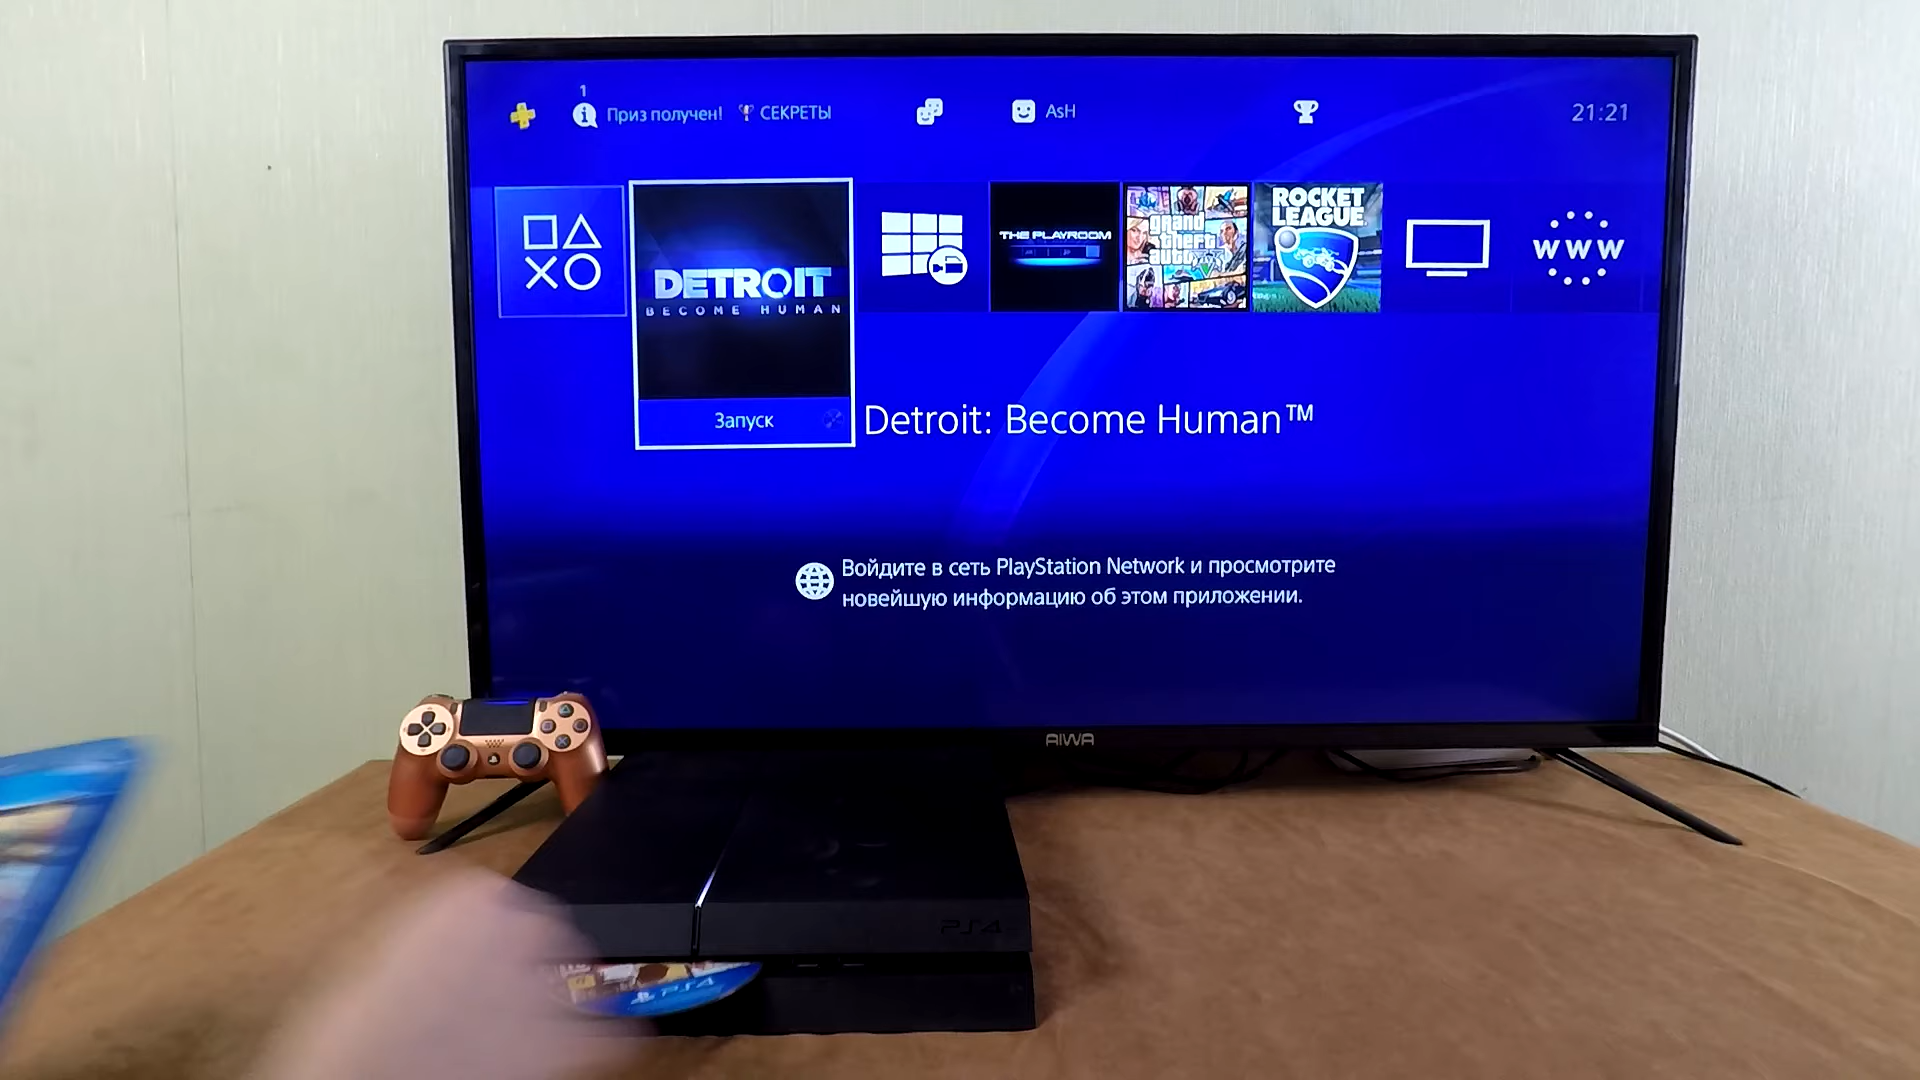 1
Приз получен! СЕКРЕТЫ
AsH
21:21
DETROIT
BECOME HUMAN
THE PLAYROOM
grand
theft
auto V
ROCKET
LEAGUE
www
Запуск
Detroit: Become Human™
Войдите в сеть PlayStation Network и просмотрите
новейшую информацию об этом приложении.
AIWA
PS4
PS4